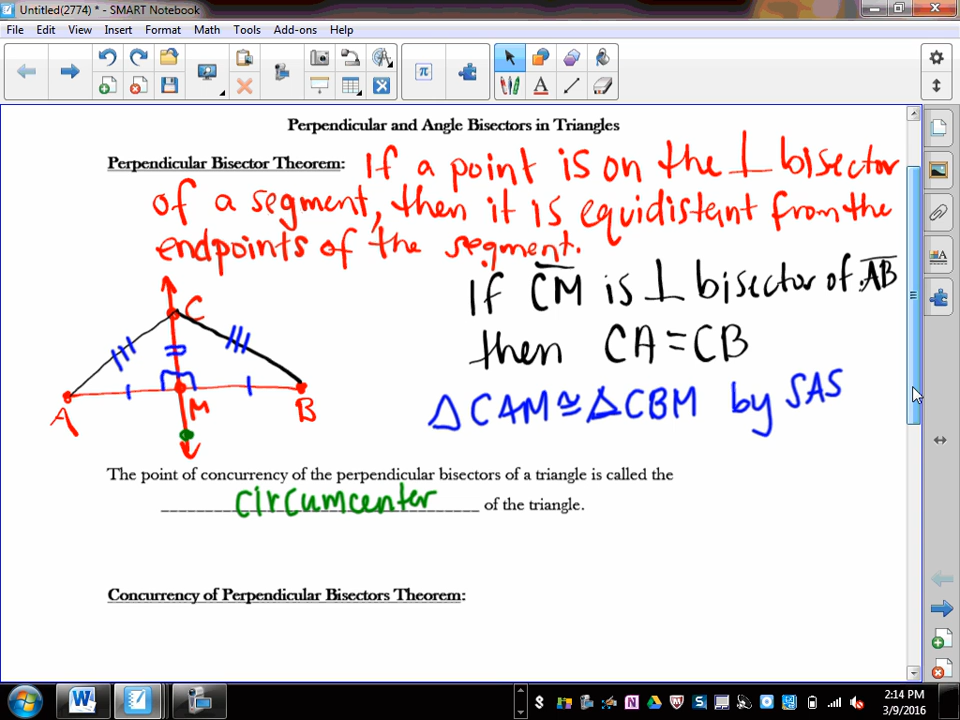 Untitled(2774) * - SMART Notebook
File Edit View Insert Format Math Tools Add-ons Help
π
A
Perpendicular and Angle Bisectors in Triangles
Perpendicular Bisector Theorem: If a point is on the ⊥ bisector
of a segment, then it is equidistant from the
endpoints of the segment.
If CM is ⊥ bisector of AB
then CA = CB
△CAM ≅ △CBM by SAS
C
A
M
B
The point of concurrency of the perpendicular bisectors of a triangle is called the
circumcenter of the triangle.
Concurrency of Perpendicular Bisectors Theorem:
2:14 PM
3/9/2016